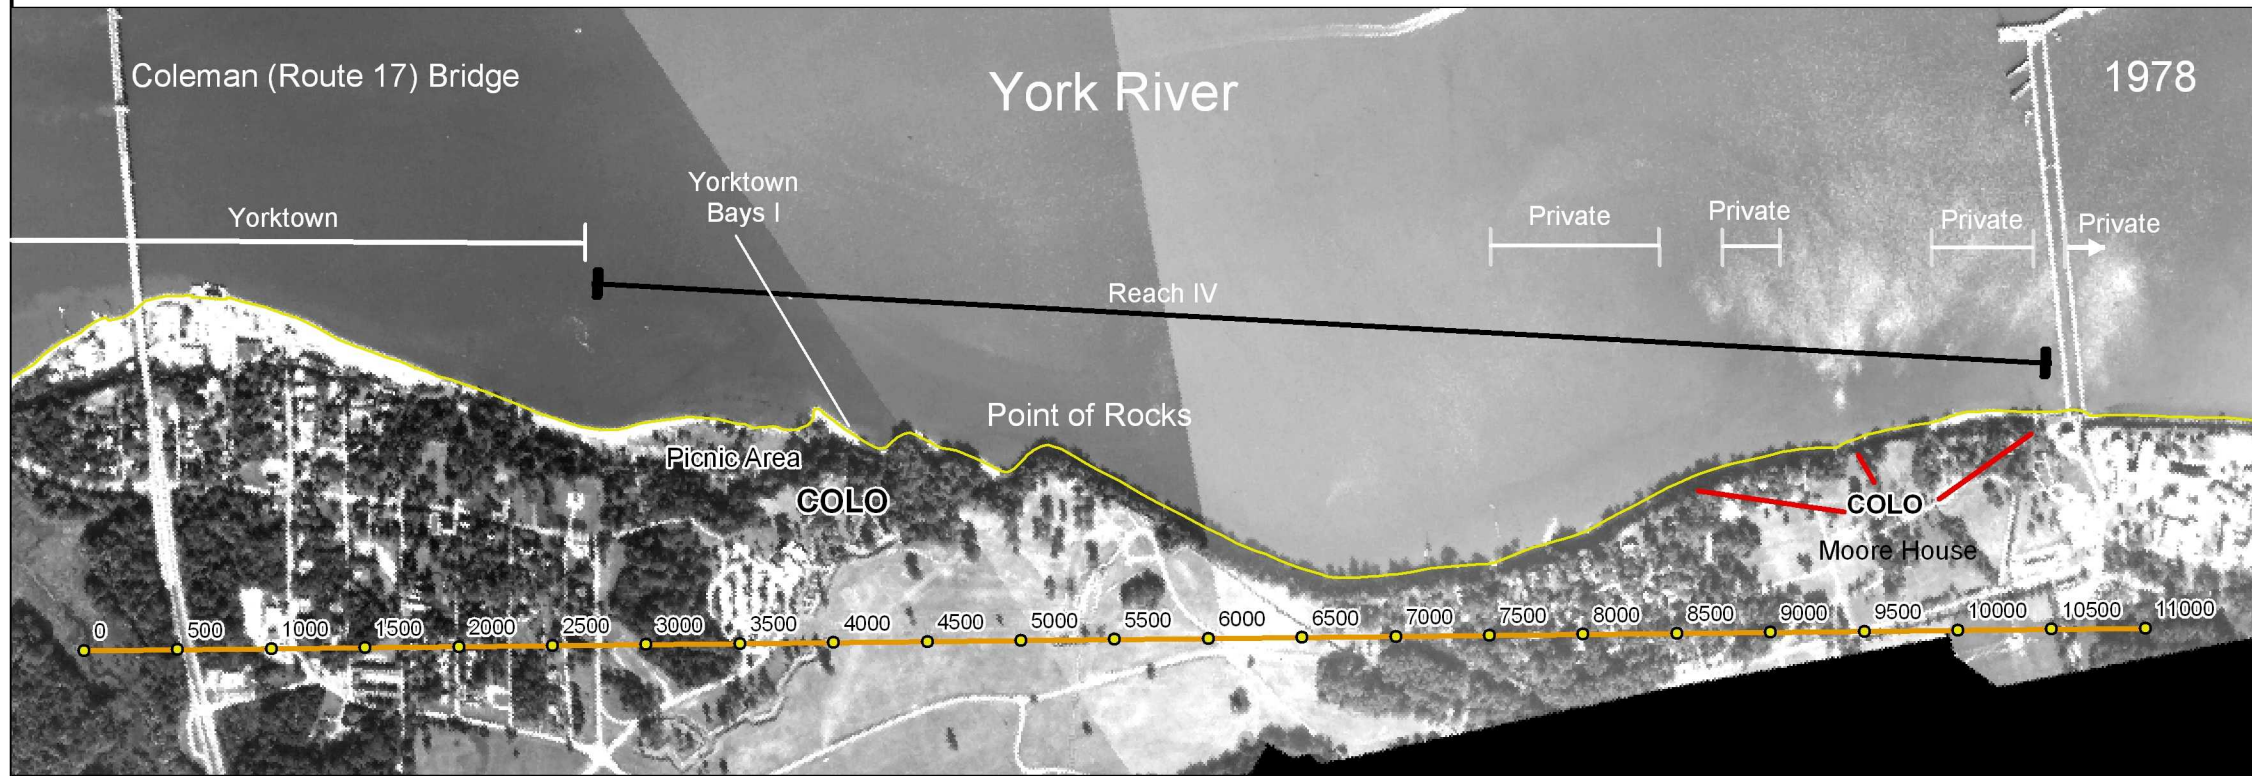 Coleman (Route 17) Bridge
York River
1978
Yorktown
Bays I
Yorktown
Private
Private
Private
Private
Reach IV
Point of Rocks
Picnic Area
COLO
COLO
Moore House
0
500
1000
1500
2000
2500
3000
3500
4000
4500
5000
5500
6000
6500
7000
7500
8000
8500
9000
9500
10000
10500
11000